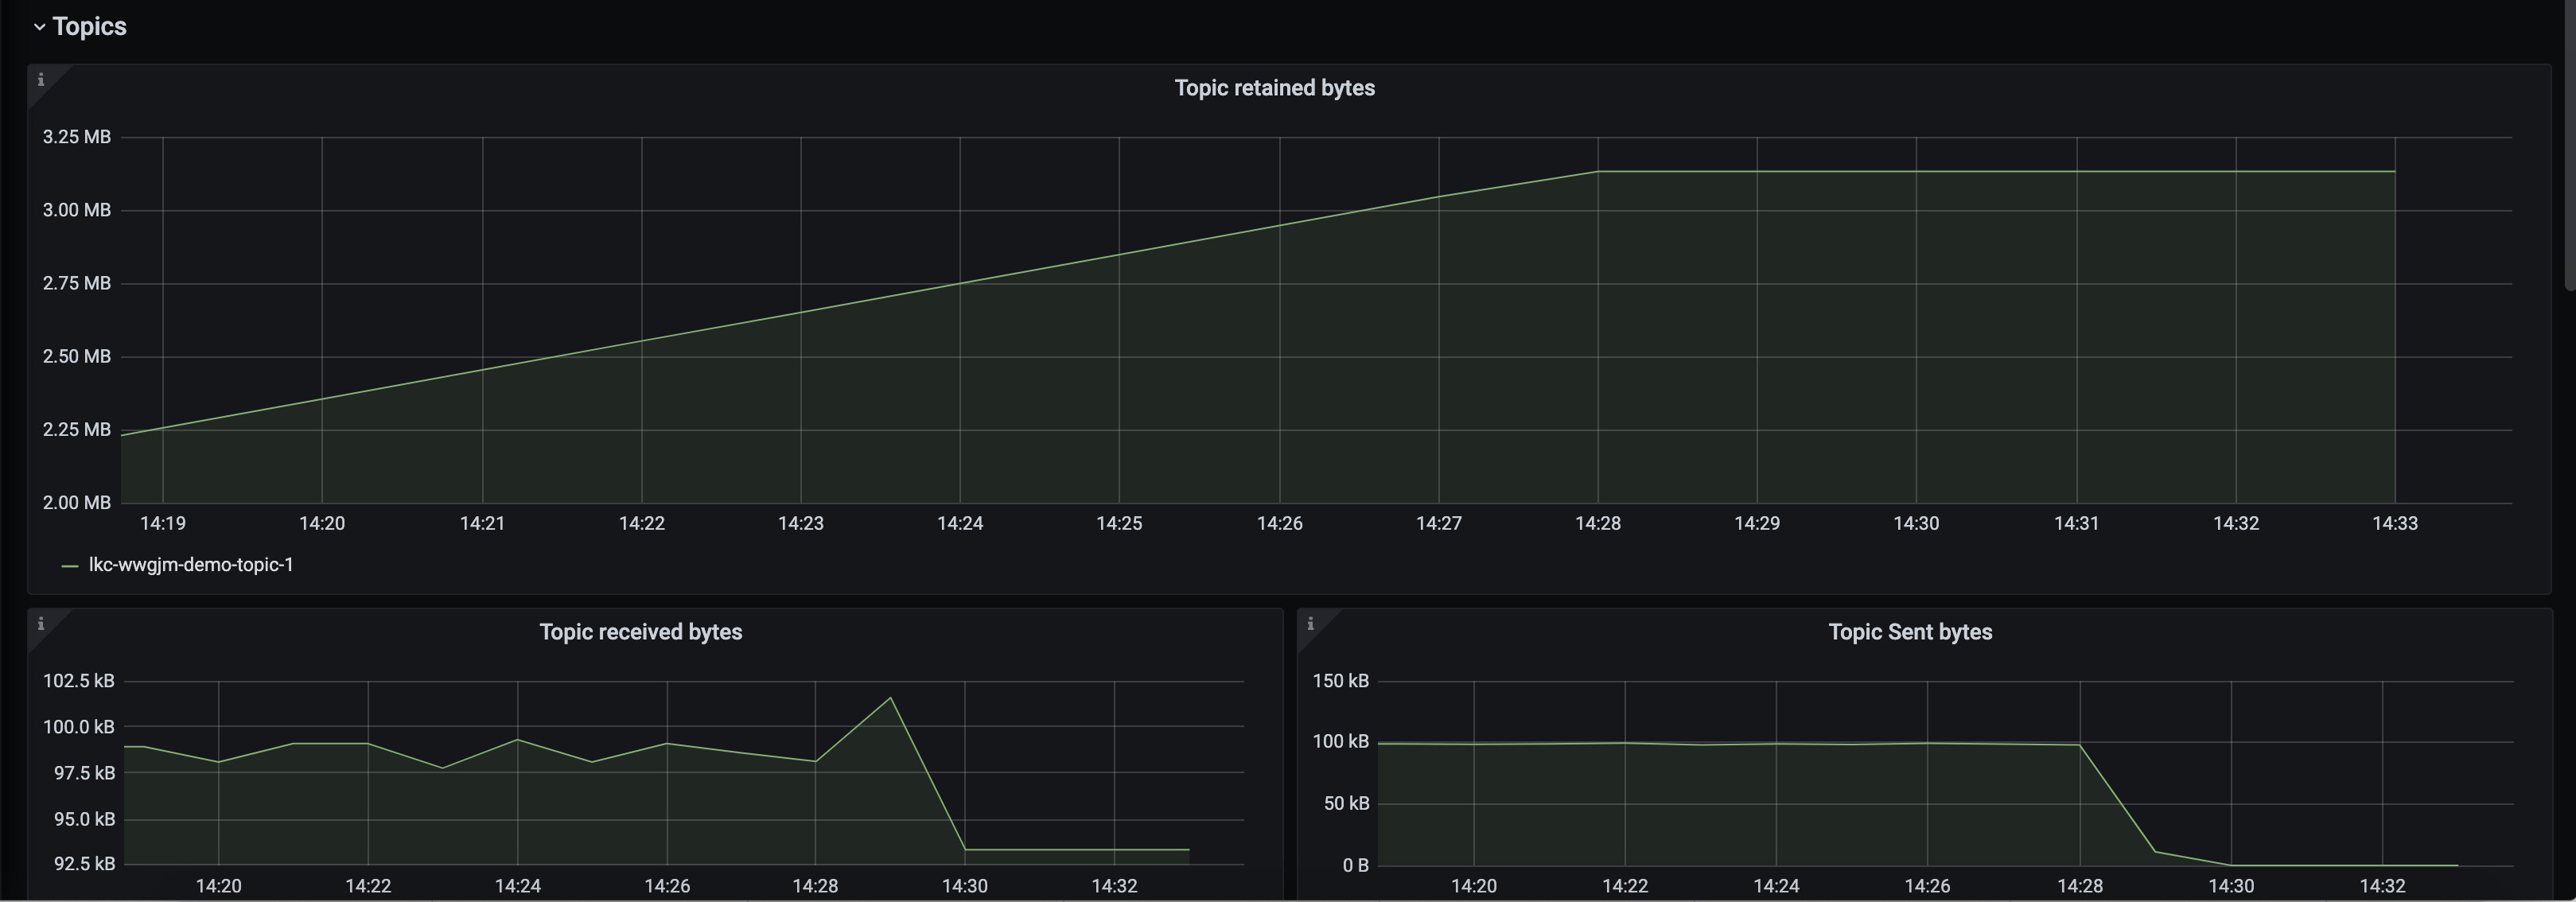 Topics
Topic retained bytes
3.25 MB
3.00 MB
2.75 MB
2.50 MB
2.25 MB
2.00 MB
14:19 14:20 14:21 14:22 14:23 14:24 14:25 14:26 14:27 14:28 14:29 14:30 14:31 14:32 14:33
lkc-wwgjm-demo-topic-1
Topic received bytes
102.5 kB
100.0 kB
97.5 kB
95.0 kB
92.5 kB
14:20 14:22 14:24 14:26 14:28 14:30 14:32
Topic Sent bytes
150 kB
100 kB
50 kB
0 B
14:20 14:22 14:24 14:26 14:28 14:30 14:32